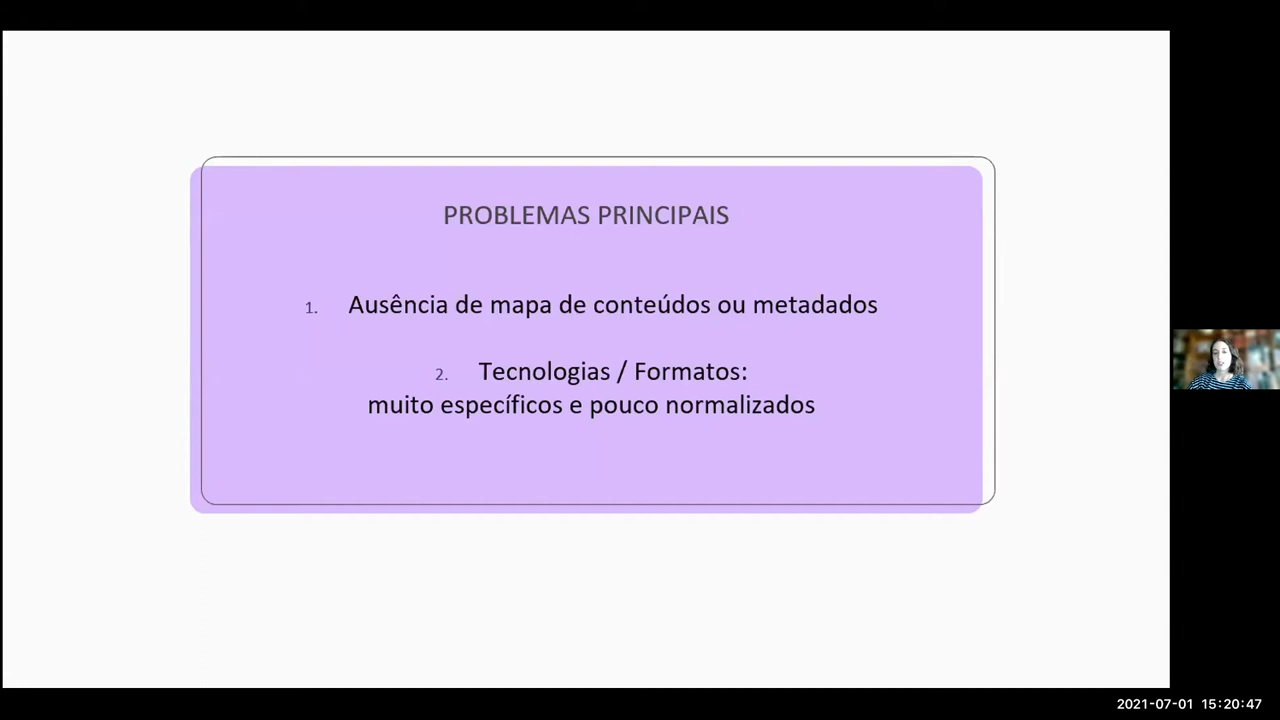 PROBLEMAS PRINCIPAIS
1. Ausência de mapa de conteúdos ou metadados
2. Tecnologias / Formatos:
muito específicos e pouco normalizados
2021-07-01 15:20:47